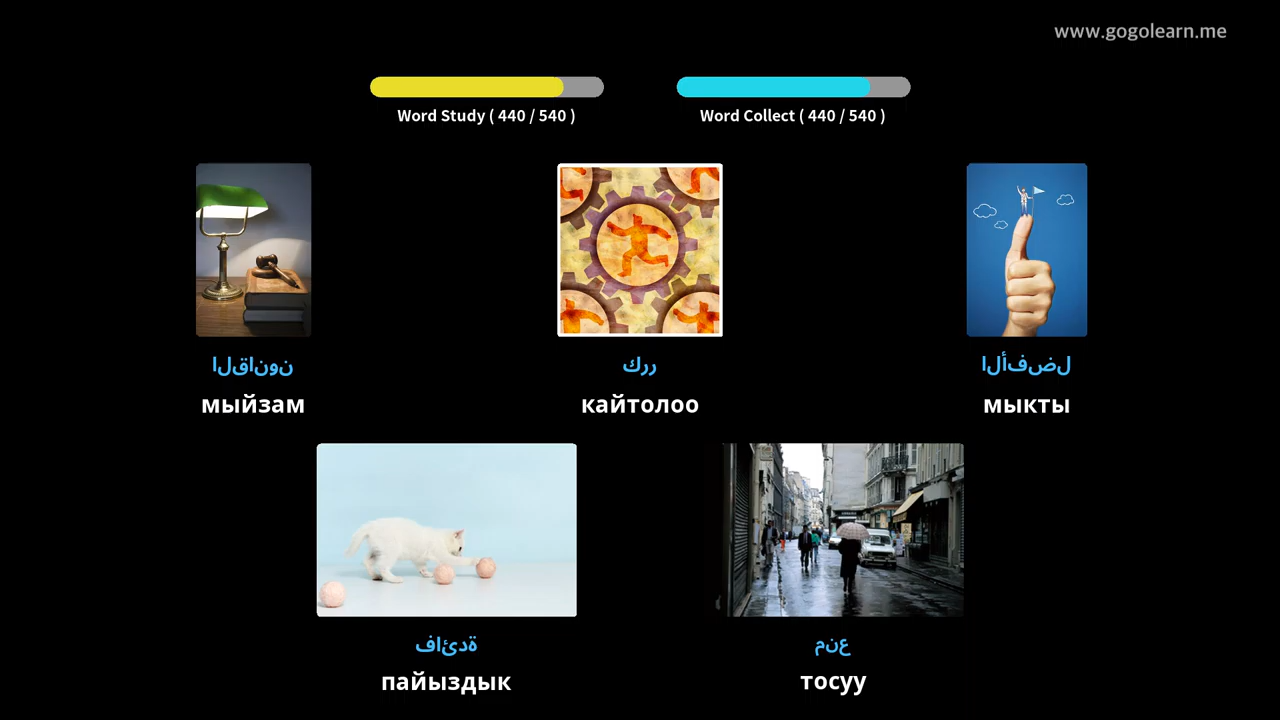 www.gogolearn.me
Word Study ( 440 / 540 )
Word Collect ( 440 / 540 )
القانون
мыйзам
كرر
кайтолоо
الأفضل
мыкты
فائدة
пайыздык
منع
тосуу